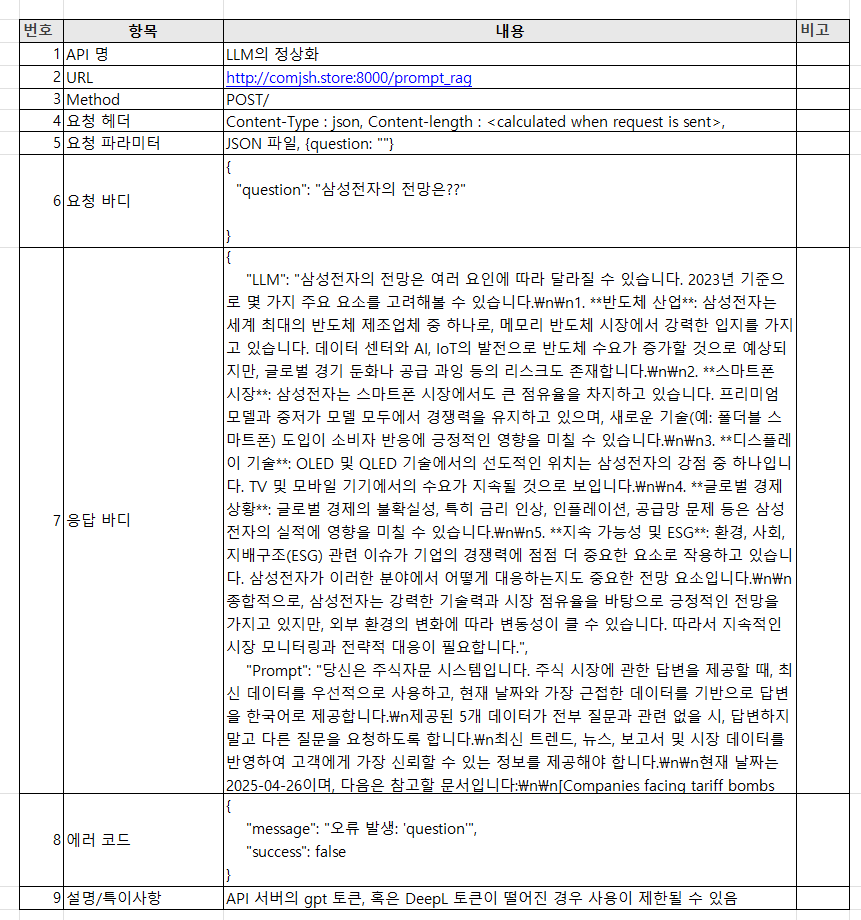 번호 항목 내용 비고
1 API 명 LLM의 정상화
2 URL http://comjsh.store:8000/prompt_rag
3 Method POST/
4 요청 헤더 Content-Type : json, Content-length : <calculated when request is sent>,
5 요청 파라미터 JSON 파일, {question: ""}
6 요청 바디
{
"question": "삼성전자의 전망은??"
}
7 응답 바디
{
"LLM": "삼성전자의 전망은 여러 요인에 따라 달라질 수 있습니다. 2023년 기준으
로 몇 가지 주요 요소를 고려해볼 수 있습니다.₩n₩n1. **반도체 산업**: 삼성전자는
세계 최대의 반도체 제조업체 중 하나로, 메모리 반도체 시장에서 강력한 입지를 가지
고 있습니다. 데이터 센터와 AI, IoT의 발전으로 반도체 수요가 증가할 것으로 예상되
지만, 글로벌 경기 둔화나 공급 과잉 등의 리스크도 존재합니다.₩n₩n2. **스마트폰
시장**: 삼성전자는 스마트폰 시장에서도 큰 점유율을 차지하고 있습니다. 프리미엄
모델과 중저가 모델 모두에서 경쟁력을 유지하고 있으며, 새로운 기술(예: 폴더블 스
마트폰) 도입이 소비자 반응에 긍정적인 영향을 미칠 수 있습니다.₩n₩n3. **디스플레
이 기술**: OLED 및 QLED 기술에서의 선도적인 위치는 삼성전자의 강점 중 하나입니
다. TV 및 모바일 기기에서의 수요가 지속될 것으로 보입니다.₩n₩n4. **글로벌 경제
상황**: 글로벌 경제의 불확실성, 특히 금리 인상, 인플레이션, 공급망 문제 등은 삼성
전자의 실적에 영향을 미칠 수 있습니다.₩n₩n5. **지속 가능성 및 ESG**: 환경, 사회,
지배구조(ESG) 관련 이슈가 기업의 경쟁력에 점점 더 중요한 요소로 작용하고 있습니
다. 삼성전자가 이러한 분야에서 어떻게 대응하는지도 중요한 전망 요소입니다.₩n₩n
종합적으로, 삼성전자는 강력한 기술력과 시장 점유율을 바탕으로 긍정적인 전망을
가지고 있지만, 외부 환경의 변화에 따라 변동성이 클 수 있습니다. 따라서 지속적인
시장 모니터링과 전략적 대응이 필요합니다.",
"Prompt": "당신은 주식자문 시스템입니다. 주식 시장에 관한 답변을 제공할 때, 최
신 데이터를 우선적으로 사용하고, 현재 날짜와 가장 근접한 데이터를 기반으로 답변
을 한국어로 제공합니다.₩n제공된 5개 데이터가 전부 질문과 관련 없을 시, 답변하지
말고 다른 질문을 요청하도록 합니다.₩n최신 트렌드, 뉴스, 보고서 및 시장 데이터를
반영하여 고객에게 가장 신뢰할 수 있는 정보를 제공해야 합니다.₩n₩n현재 날짜는
2025-04-26이며, 다음은 참고할 문서입니다:₩n₩n[Companies facing tariff bombs
8 에러 코드
{
"message": "오류 발생: 'question'",
"success": false
}
9 설명/특이사항 API 서버의 gpt 토큰, 혹은 DeepL 토큰이 떨어진 경우 사용이 제한될 수 있음